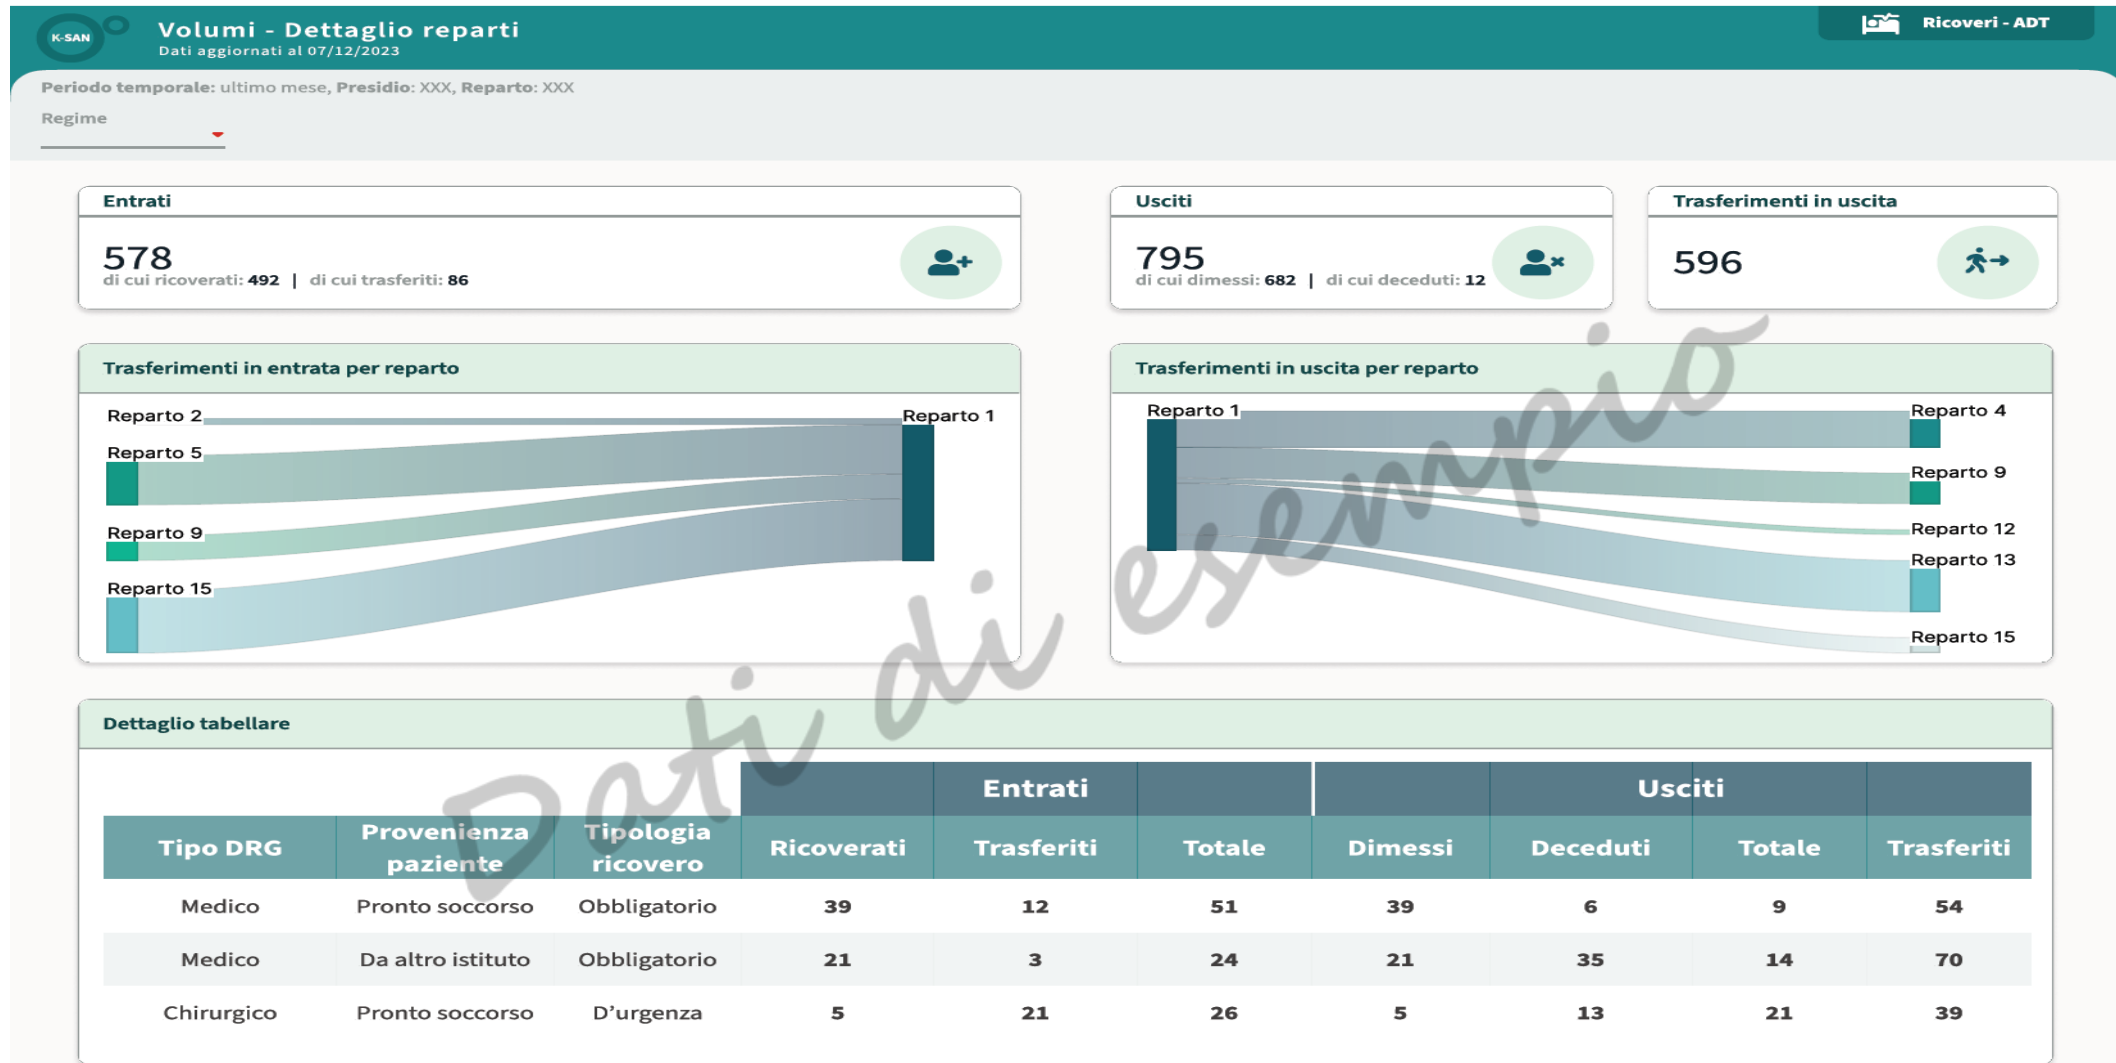 K-SAN
Volumi - Dettaglio reparti
Dati aggiornati al 07/12/2023
Ricoveri - ADT
Periodo temporale: ultimo mese, Presidio: XXX, Reparto: XXX
Regime
Entrati
578
di cui ricoverati: 492 | di cui trasferiti: 86
Usciti
795
di cui dimessi: 682 | di cui deceduti: 12
Trasferimenti in uscita
596
Trasferimenti in entrata per reparto
Reparto 2
Reparto 5
Reparto 9
Reparto 15
Reparto 1
Trasferimenti in uscita per reparto
Reparto 1
Reparto 4
Reparto 9
Reparto 12
Reparto 13
Reparto 15
Dati di esempio
Dettaglio tabellare
Entrati Usciti
Tipo DRG Provenienza paziente Tipologia ricovero Ricoverati Trasferiti Totale Dimessi Deceduti Totale Trasferiti
Medico Pronto soccorso Obbligatorio 39 12 51 39 6 9 54
Medico Da altro istituto Obbligatorio 21 3 24 21 35 14 70
Chirurgico Pronto soccorso D'urgenza 5 21 26 5 13 21 39